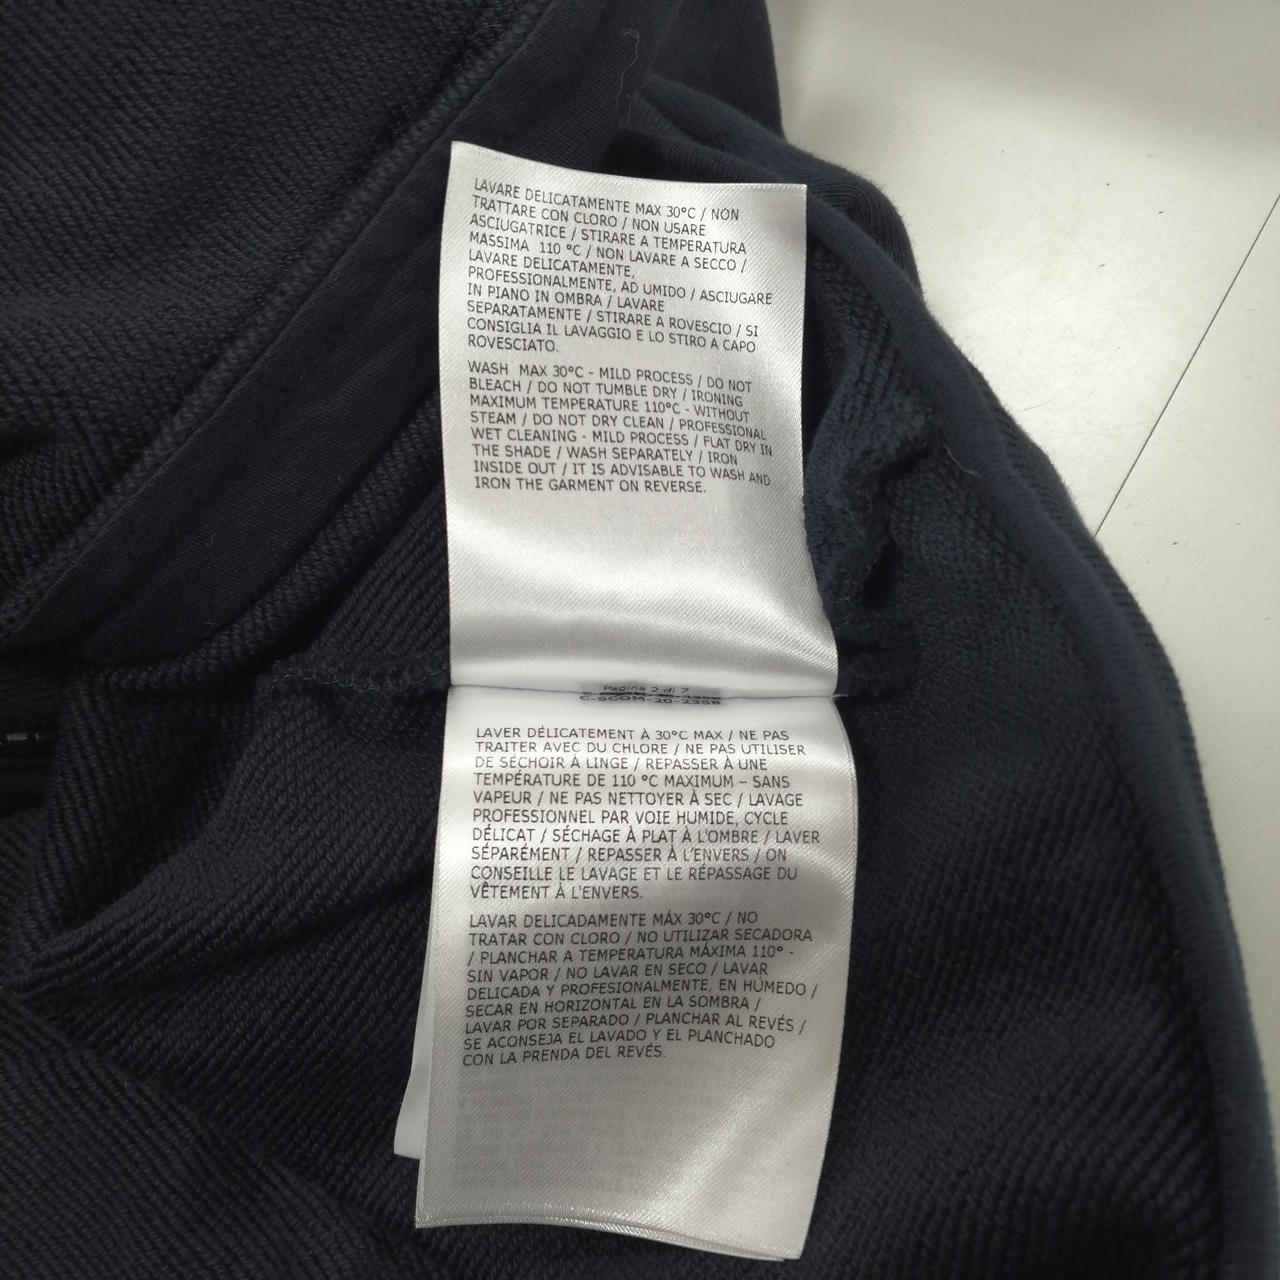 LAVARE DELICATAMENTE MAX 30°C / NON
TRATTARE CON CLORO / NON USARE
ASCIUGATRICE / STIRARE A TEMPERATURA
MASSIMA 110 °C / NON LAVARE A SECCO /
LAVARE DELICATAMENTE,
PROFESSIONALMENTE, AD UMIDO / ASCIUGARE
IN PIANO IN OMBRA / LAVARE
SEPARATAMENTE / STIRARE A ROVESCIO / SI
CONSIGLIA IL LAVAGGIO E LO STIRO A CAPO
ROVESCIATO.
WASH MAX 30°C - MILD PROCESS / DO NOT
BLEACH / DO NOT TUMBLE DRY / IRONING
MAXIMUM TEMPERATURE 110°C - WITHOUT
STEAM / DO NOT DRY CLEAN / PROFESSIONAL
WET CLEANING - MILD PROCESS / FLAT DRY IN
THE SHADE / WASH SEPARATELY / IRON
INSIDE OUT / IT IS ADVISABLE TO WASH AND
IRON THE GARMENT ON REVERSE.
Pagina 2 di 7
C-SCOM-20-2358
LAVER DÉLICATEMENT À 30°C MAX / NE PAS
TRAITER AVEC DU CHLORE / NE PAS UTILISER
DE SÉCHOIR À LINGE / REPASSER À UNE
TEMPÉRATURE DE 110 °C MAXIMUM – SANS
VAPEUR / NE PAS NETTOYER À SEC / LAVAGE
PROFESSIONNEL PAR VOIE HUMIDE, CYCLE
DÉLICAT / SÉCHAGE À PLAT À L'OMBRE / LAVER
SÉPARÉMENT / REPASSER À L'ENVERS / ON
CONSEILLE LE LAVAGE ET LE RÉPASSAGE DU
VÊTEMENT À L'ENVERS.
LAVAR DELICADAMENTE MÁX 30°C / NO
TRATAR CON CLORO / NO UTILIZAR SECADORA
/ PLANCHAR A TEMPERATURA MÁXIMA 110° -
SIN VAPOR / NO LAVAR EN SECO / LAVAR
DELICADA Y PROFESIONALMENTE, EN HÚMEDO /
SECAR EN HORIZONTAL EN LA SOMBRA /
LAVAR POR SEPARADO / PLANCHAR AL REVÉS /
SE ACONSEJA EL LAVADO Y EL PLANCHADO
CON LA PRENDA DEL REVÉS.